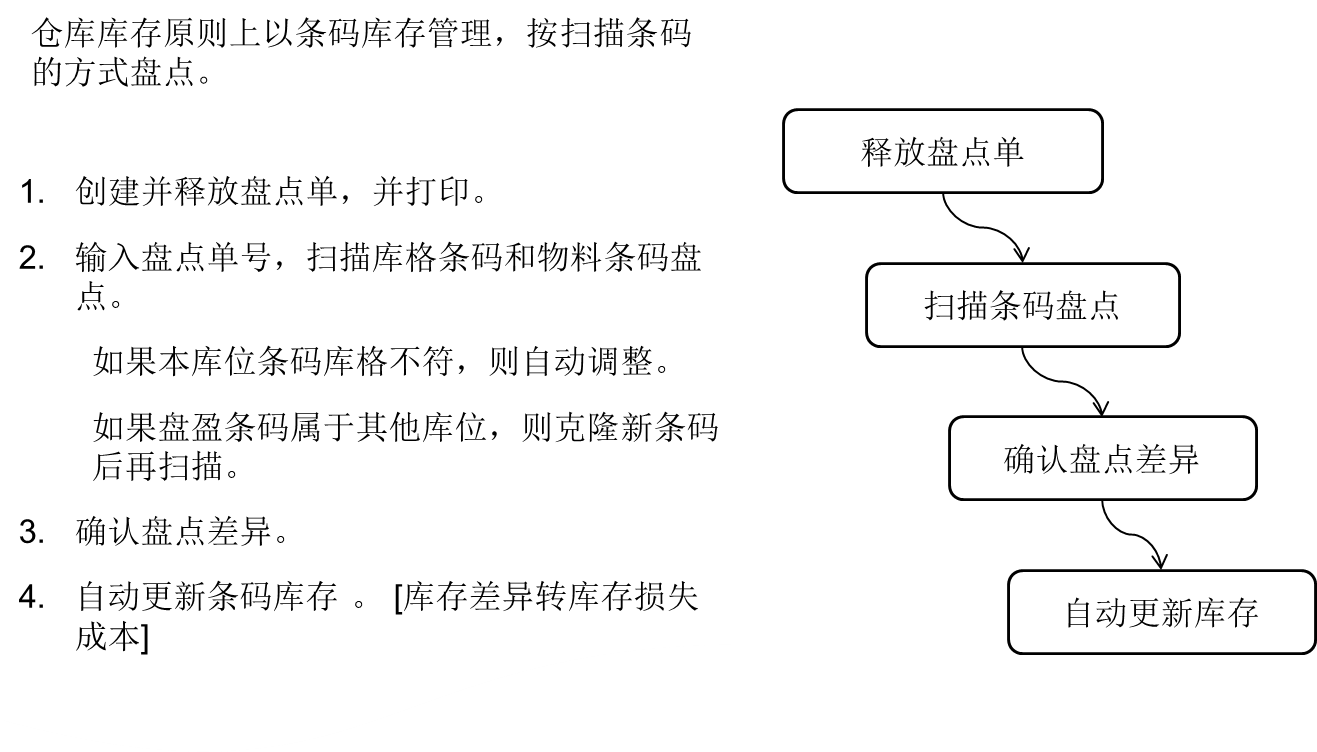 仓库库存原则上以条码库存管理，按扫描条码
的方式盘点。
1. 创建并释放盘点单，并打印。
2. 输入盘点单号，扫描库格条码和物料条码盘
点。
如果本库位条码库格不符，则自动调整。
如果盘盈条码属于其他库位，则克隆新条码
后再扫描。
3. 确认盘点差异。
4. 自动更新条码库存 。 [库存差异转库存损失
成本]
释放盘点单
扫描条码盘点
确认盘点差异
自动更新库存